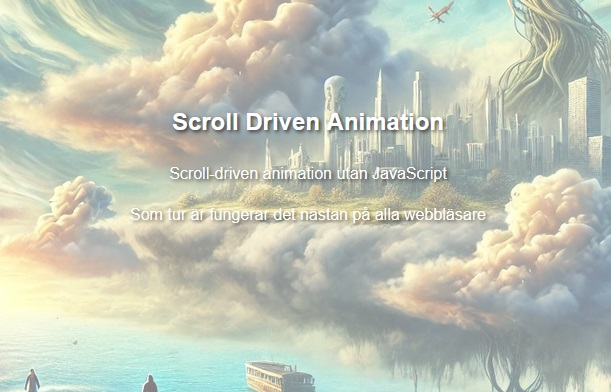 Scroll Driven Animation
Scroll-driven animation utan JavaScript
Som tur är fungerar det nästan på alla webbläsare